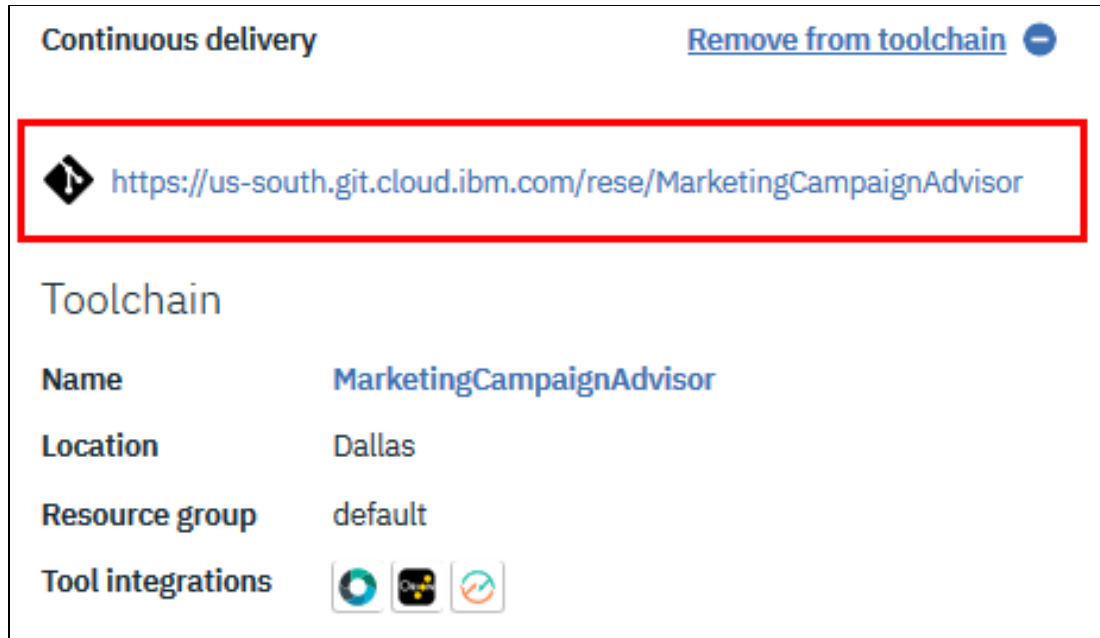 Continuous delivery Remove from toolchain
https://us-south.git.cloud.ibm.com/rese/MarketingCampaignAdvisor
Toolchain
Name MarketingCampaignAdvisor
Location Dallas
Resource group default
Tool integrations